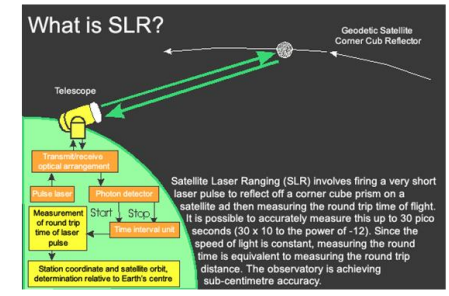 What is SLR?
Geodetic Satellite
Corner Cub Reflector
Telescope
Transmit/receive
optical arrangement
Pulse laser
Photon detector
Start
Stop
Measurement
of round trip
time of laser
pulse
Time interval unit
Station coordinate and satellite orbit,
determination relative to Earth's centre
Satellite Laser Ranging (SLR) involves firing a very short
laser pulse to reflect off a corner cube prism on a
satellite ad then measuring the round trip time of flight.
It is possible to accurately measure this up to 30 pico
seconds (30 x 10 to the power of -12). Since the
speed of light is constant, measuring the round
time is equivalent to measuring the round trip
distance. The observatory is achieving
sub-centimetre accuracy.